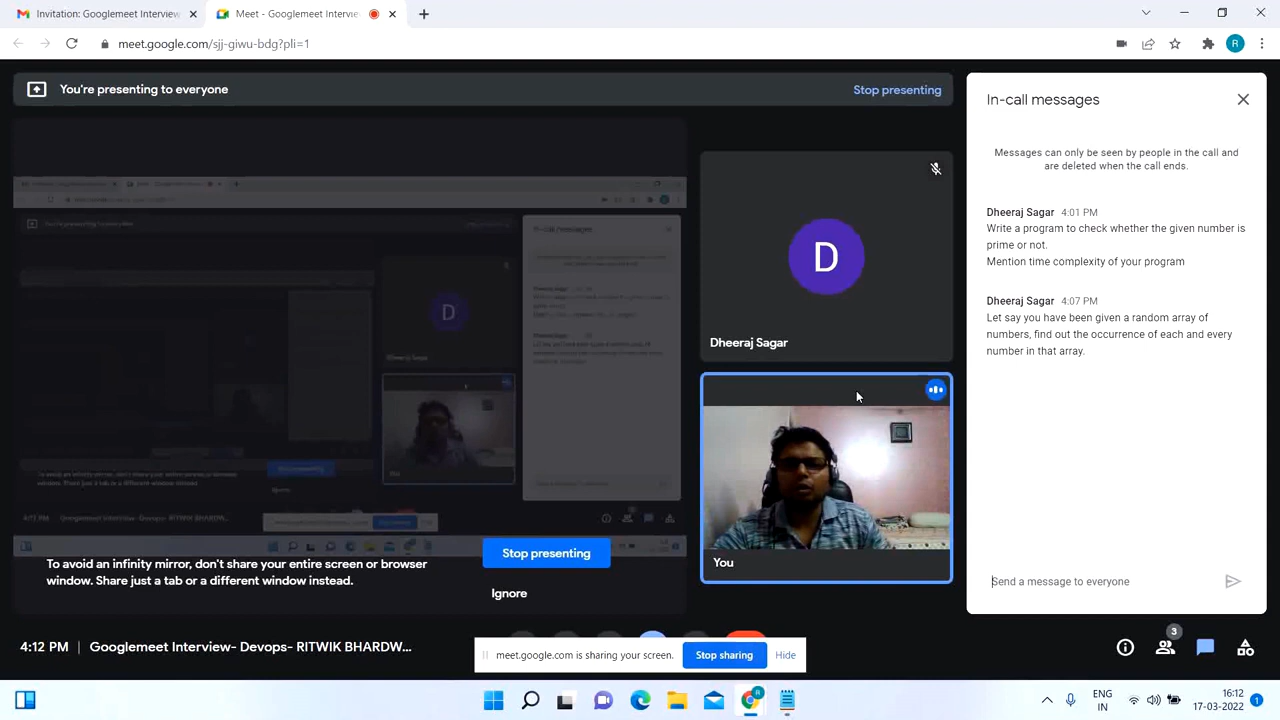 Invitation: Googlemeet Interview
Meet - Googlemeet Intervie
meet.google.com/sjj-giwu-bdg?pli=1
R
You're presenting to everyone
Stop presenting
In-call messages
Messages can only be seen by people in the call and
are deleted when the call ends.
Dheeraj Sagar 4:01 PM
Write a program to check whether the given number is
prime or not.
Mention time complexity of your program
Dheeraj Sagar 4:07 PM
Let say you have been given a random array of
numbers, find out the occurrence of each and every
number in that array.
D
Dheeraj Sagar
D
You
To avoid an infinity mirror, don't share your entire screen or browser
window. Share just a tab or a different window instead.
Stop presenting
Ignore
Send a message to everyone
4:12 PM | Googlemeet Interview- Devops- RITWIK BHARDW...
meet.google.com is sharing your screen.
Stop sharing
Hide
3
R
ENG
IN
16:12
17-03-2022
1